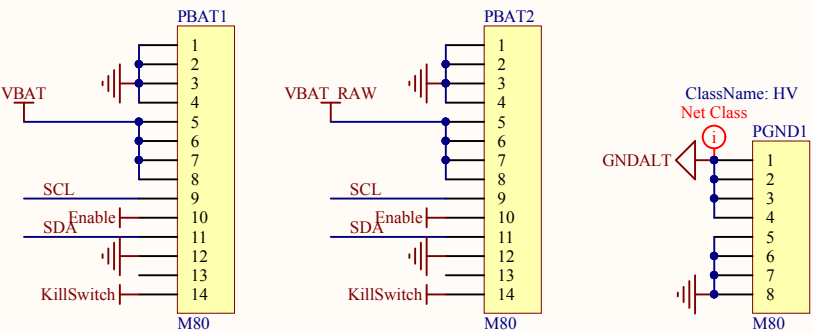 PBAT1
1
2
3
4
VBAT
5
6
7
8
SCL
9
Enable
10
SDA
11
12
13
KillSwitch
14
M80
PBAT2
1
2
3
4
VBAT_RAW
5
6
7
8
SCL
9
Enable
10
SDA
11
12
13
KillSwitch
14
M80
ClassName: HV
Net Class
i
PGND1
GNDALT
1
2
3
4
5
6
7
8
M80